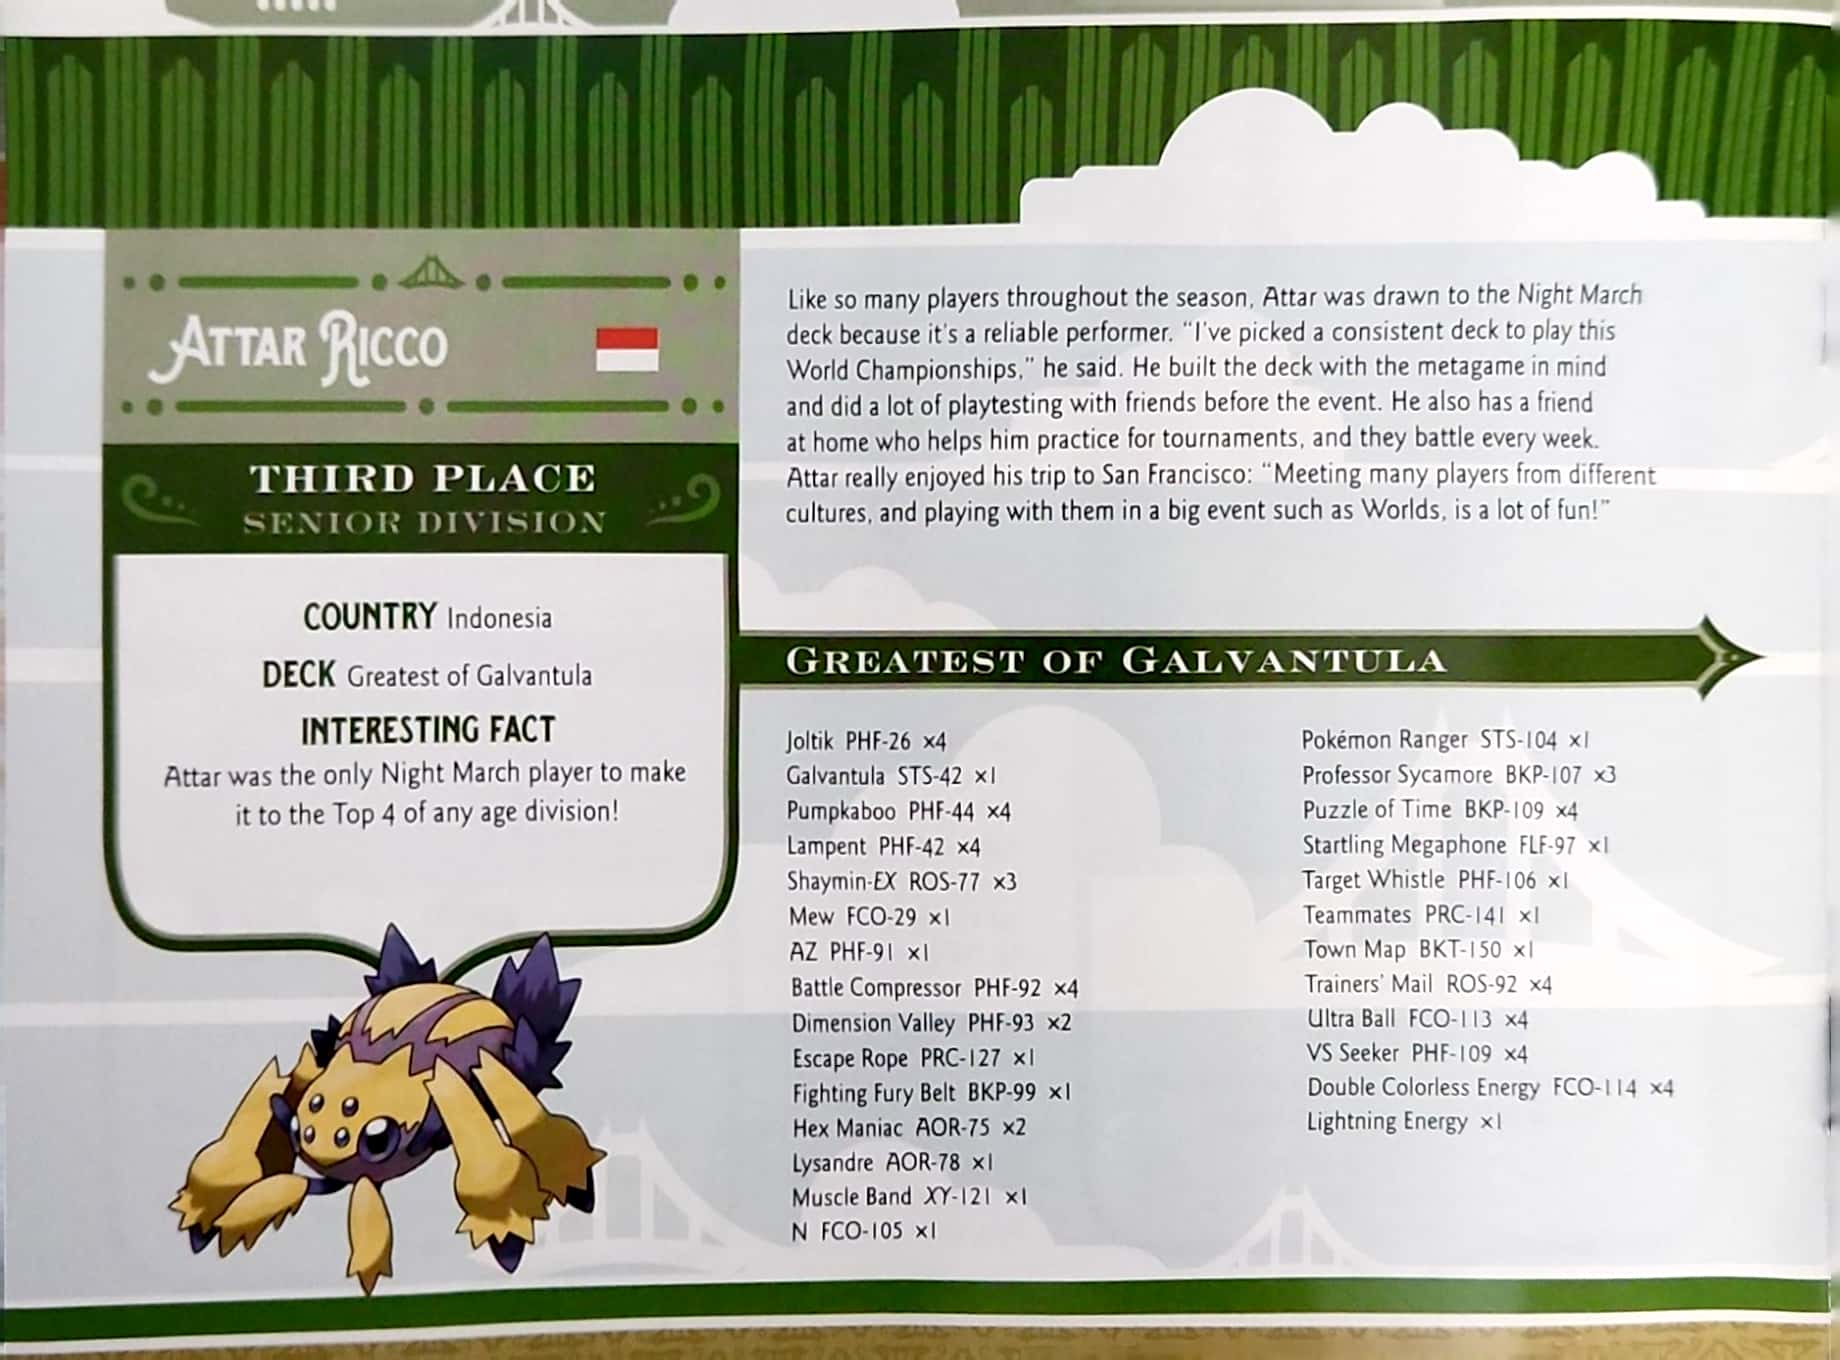 ATTAR RICCO
THIRD PLACE
SENIOR DIVISION
COUNTRY Indonesia
DECK Greatest of Galvantula
INTERESTING FACT
Attar was the only Night March player to make
it to the Top 4 of any age division!
Like so many players throughout the season, Attar was drawn to the Night March
deck because it's a reliable performer. "I've picked a consistent deck to play this
World Championships," he said. He built the deck with the metagame in mind
and did a lot of playtesting with friends before the event. He also has a friend
at home who helps him practice for tournaments, and they battle every week.
Attar really enjoyed his trip to San Francisco: "Meeting many players from different
cultures, and playing with them in a big event such as Worlds, is a lot of fun!"
GREATEST OF GALVANTULA
Joltik PHF-26 ×4
Galvantula STS-42 ×1
Pumpkaboo PHF-44 ×4
Lampent PHF-42 ×4
Shaymin-EX ROS-77 ×3
Mew FCO-29 ×1
AZ PHF-91 ×1
Battle Compressor PHF-92 ×4
Dimension Valley PHF-93 ×2
Escape Rope PRC-127 ×1
Fighting Fury Belt BKP-99 ×1
Hex Maniac AOR-75 ×2
Lysandre AOR-78 ×1
Muscle Band XY-121 ×1
N FCO-105 ×1
Pokémon Ranger STS-104 ×1
Professor Sycamore BKP-107 ×3
Puzzle of Time BKP-109 ×4
Startling Megaphone FLF-97 ×1
Target Whistle PHF-106 ×1
Teammates PRC-141 ×1
Town Map BKT-150 ×1
Trainers' Mail ROS-92 ×4
Ultra Ball FCO-113 ×4
VS Seeker PHF-109 ×4
Double Colorless Energy FCO-114 ×4
Lightning Energy ×1